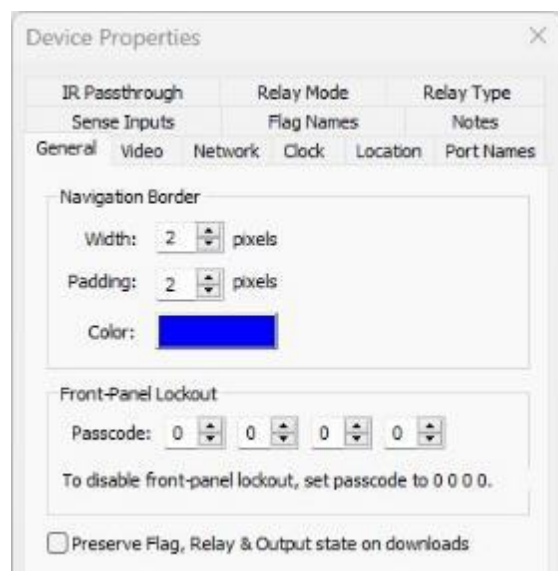 Device Properties
IR Passthrough Relay Mode Relay Type
Sense Inputs Flag Names Notes
General Video Network Clock Location Port Names
Navigation Border
Width: 2 pixels
Padding: 2 pixels
Color:
Front-Panel Lockout
Passcode: 0 0 0 0
To disable front-panel lockout, set passcode to 0 0 0 0.
Preserve Flag, Relay & Output state on downloads